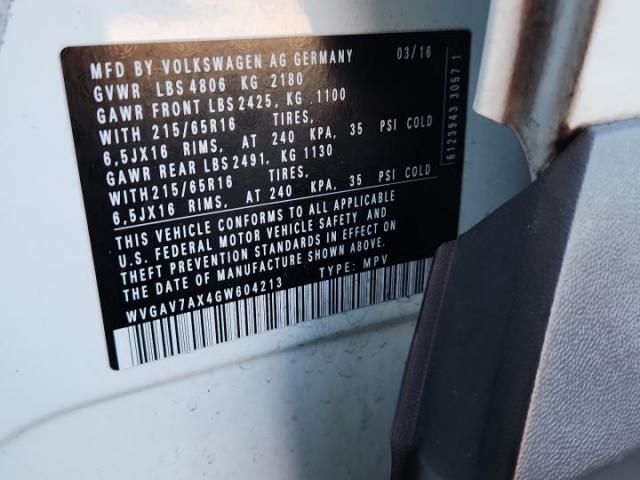 MFD BY VOLKSWAGEN AG GERMANY 03/16
GVWR LBS 4806 KG 2180
GAWR FRONT LBS 2425, KG 1100
WITH 215/65R16 TIRES,
6,5JX16 RIMS, AT 240 KPA, 35 PSI COLD
GAWR REAR LBS 2491, KG 1130
WITH 215/65R16 TIRES,
6,5JX16 RIMS, AT 240 KPA, 35 PSI COLD
THIS VEHICLE CONFORMS TO ALL APPLICABLE
U.S. FEDERAL MOTOR VEHICLE SAFETY AND
THEFT PREVENTION STANDARDS IN EFFECT ON
THE DATE OF MANUFACTURE SHOWN ABOVE.
WVGAV7AX4GW604213 TYPE: MPV
6123943 3057 1